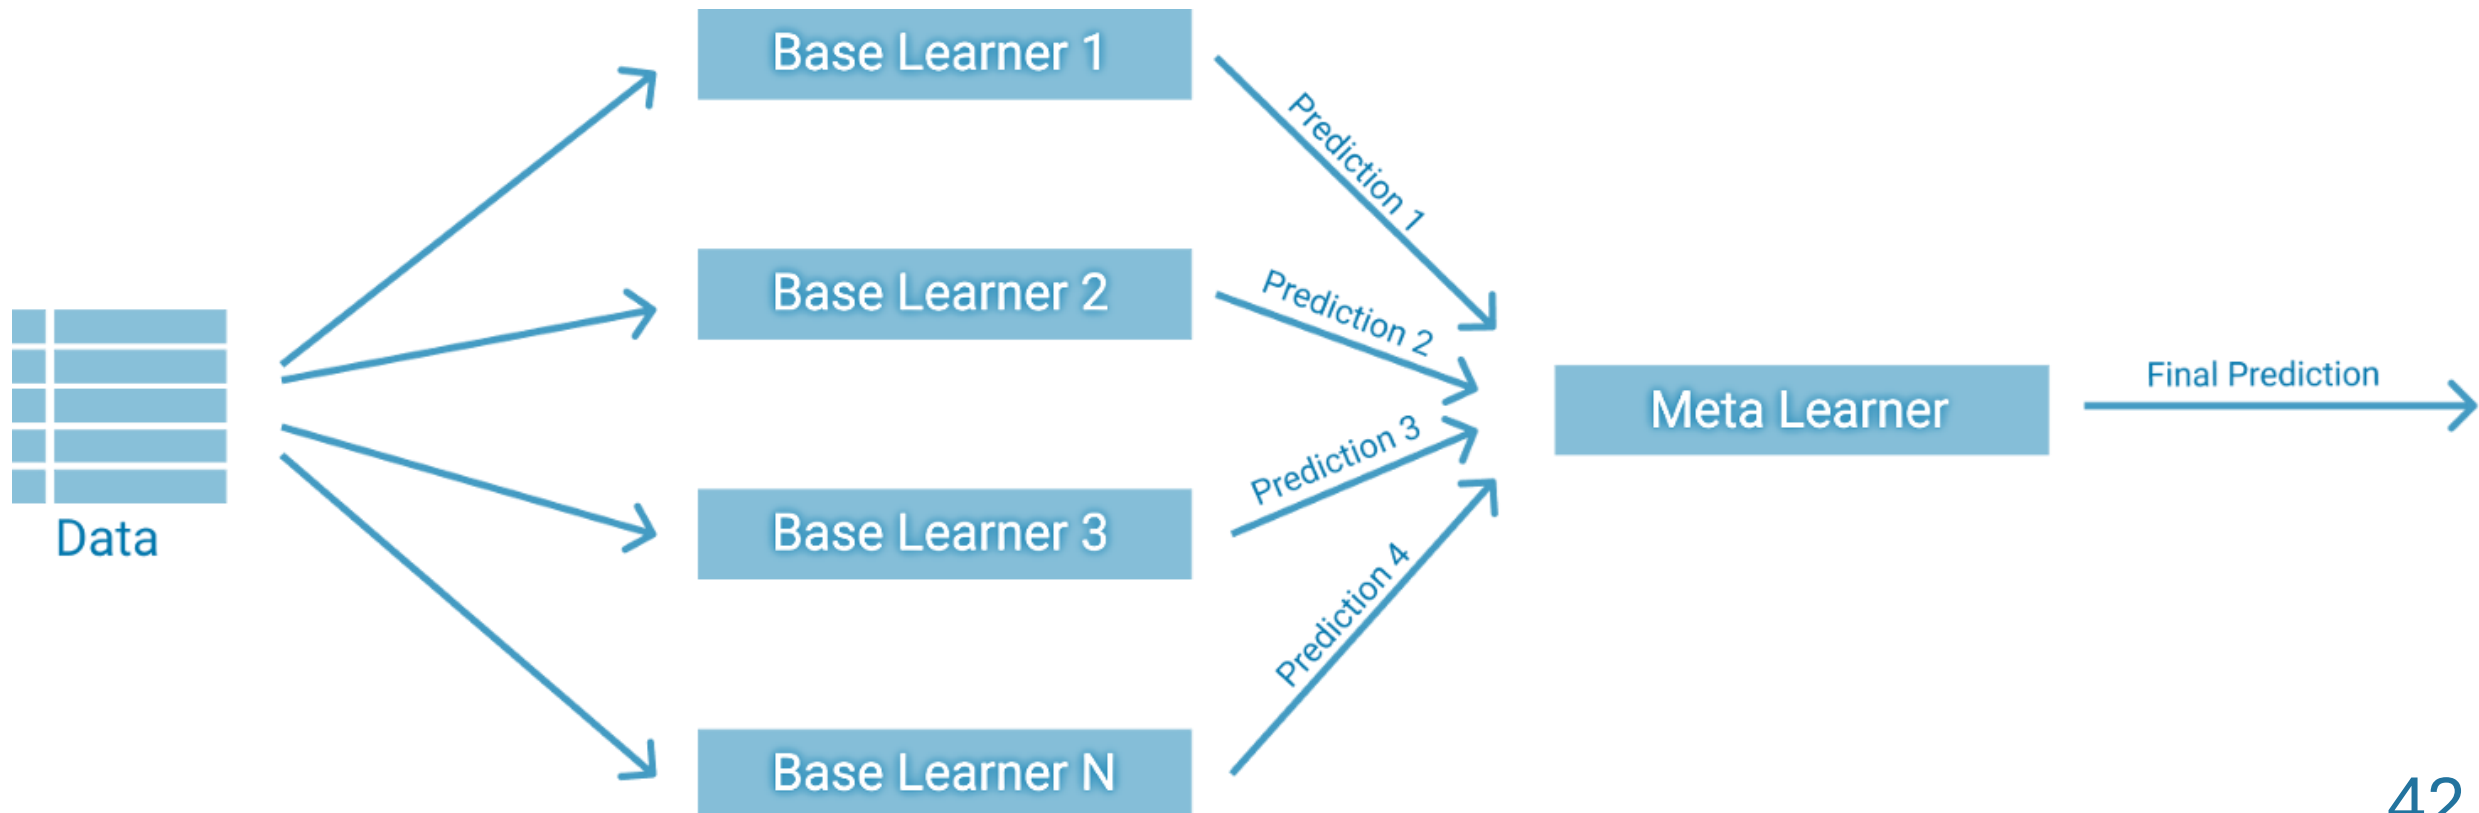 Base Learner 1
Prediction 1
Base Learner 2
Prediction 2
Data
Base Learner 3
Prediction 3
Meta Learner
Final Prediction
Base Learner N
Prediction 4
42